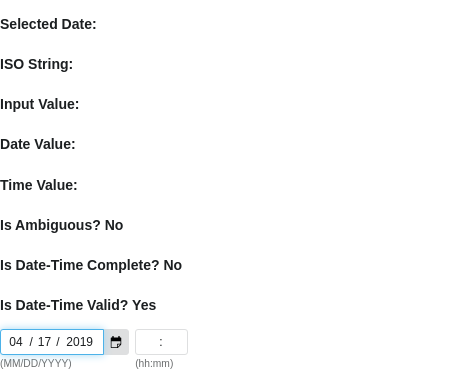 Selected Date:
ISO String:
Input Value:
Date Value:
Time Value:
Is Ambiguous? No
Is Date-Time Complete? No
Is Date-Time Valid? Yes
04 / 17 / 2019 :
(MM/DD/YYYY) (hh:mm)